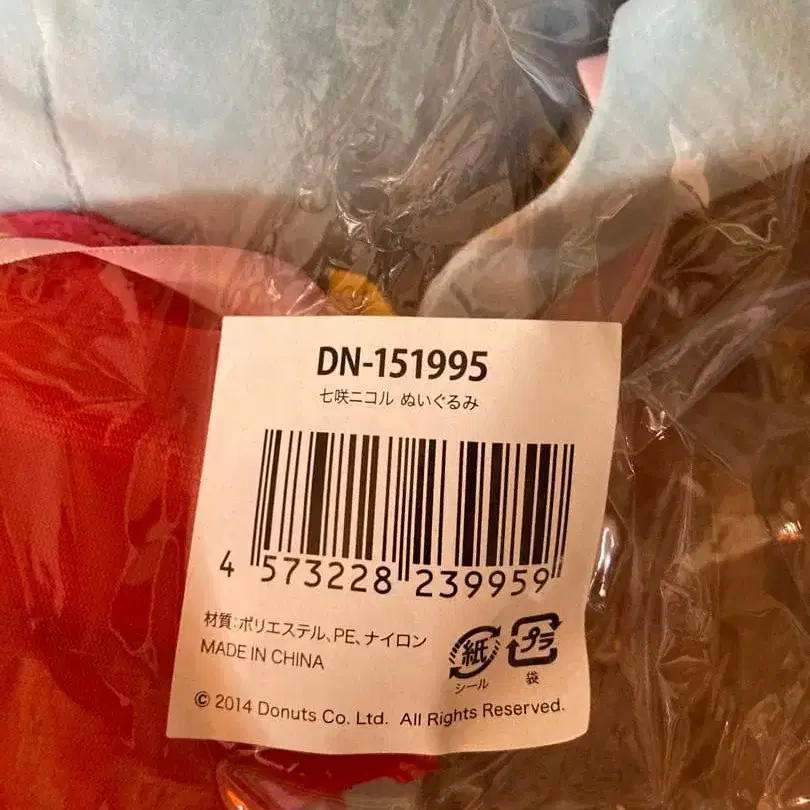 DN-151995
七咲ニコル ぬいぐるみ
4 573228 239959
材質:ポリエステル、PE、ナイロン
MADE IN CHINA
紙
シール
プラ
袋
© 2014 Donuts Co. Ltd. All Rights Reserved.